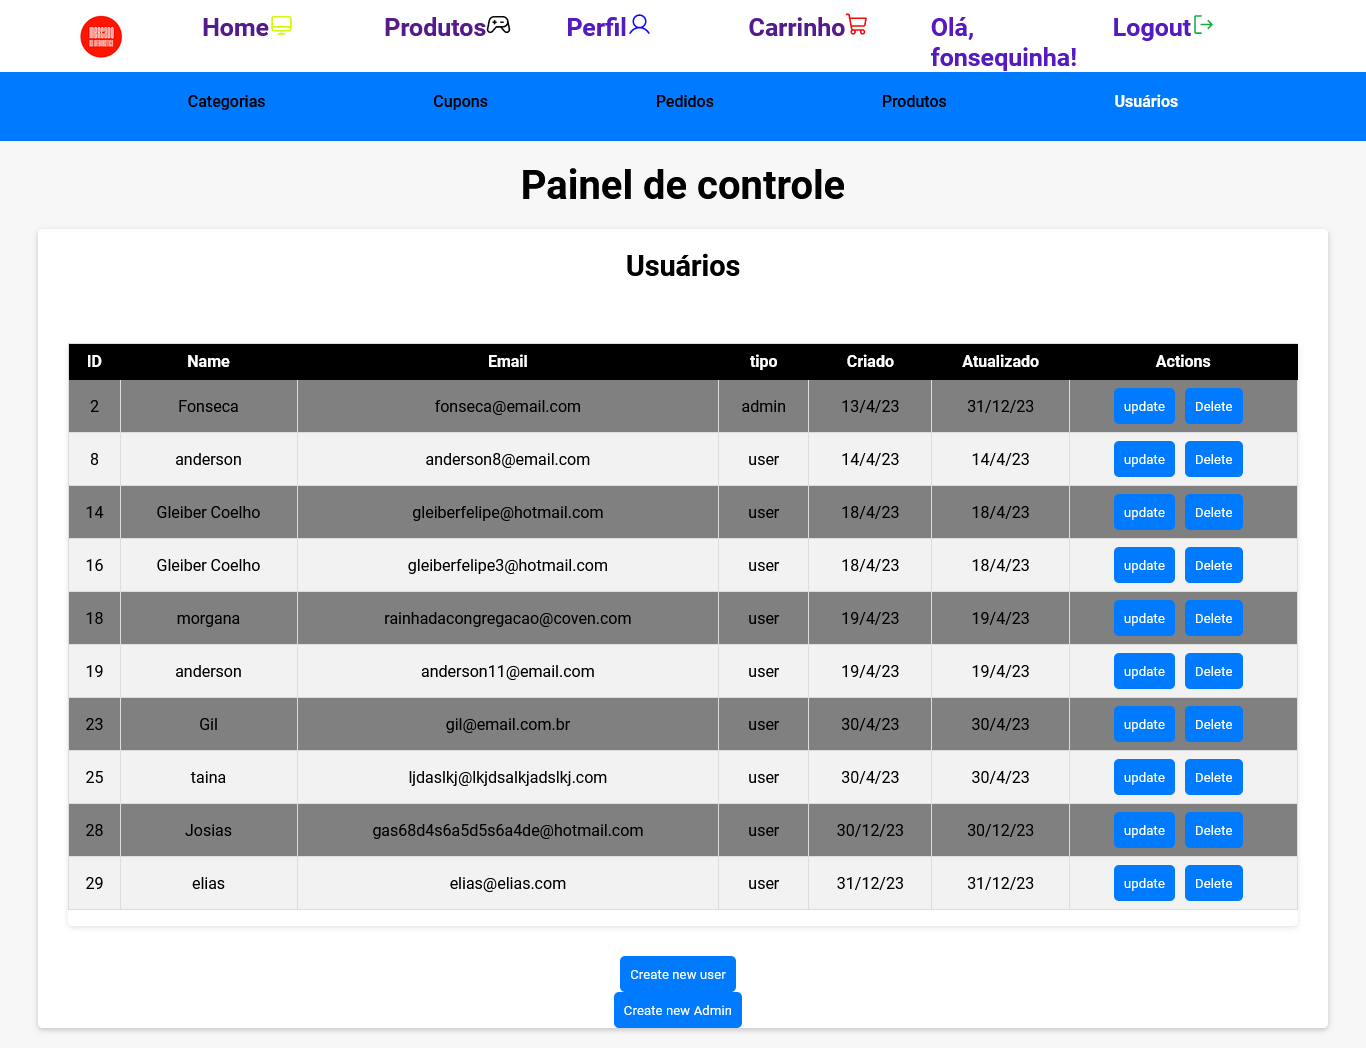 MERCADO
Home Produtos Perfil Carrinho Olá, Logout
fonsequinha!
Categorias Cupons Pedidos Produtos Usuários
Painel de controle
Usuários
ID Name Email tipo Criado Atualizado Actions
2 Fonseca fonseca@email.com admin 13/4/23 31/12/23 update Delete
8 anderson anderson8@email.com user 14/4/23 14/4/23 update Delete
14 Gleiber Coelho gleiberfelipe@hotmail.com user 18/4/23 18/4/23 update Delete
16 Gleiber Coelho gleiberfelipe3@hotmail.com user 18/4/23 18/4/23 update Delete
18 morgana rainhadacongregacao@coven.com user 19/4/23 19/4/23 update Delete
19 anderson anderson11@email.com user 19/4/23 19/4/23 update Delete
23 Gil gil@email.com.br user 30/4/23 30/4/23 update Delete
25 taina ljdaslkj@lkjdsalkjadslkj.com user 30/4/23 30/4/23 update Delete
28 Josias gas68d4s6a5d5s6a4de@hotmail.com user 30/12/23 30/12/23 update Delete
29 elias elias@elias.com user 31/12/23 31/12/23 update Delete
Create new user
Create new Admin